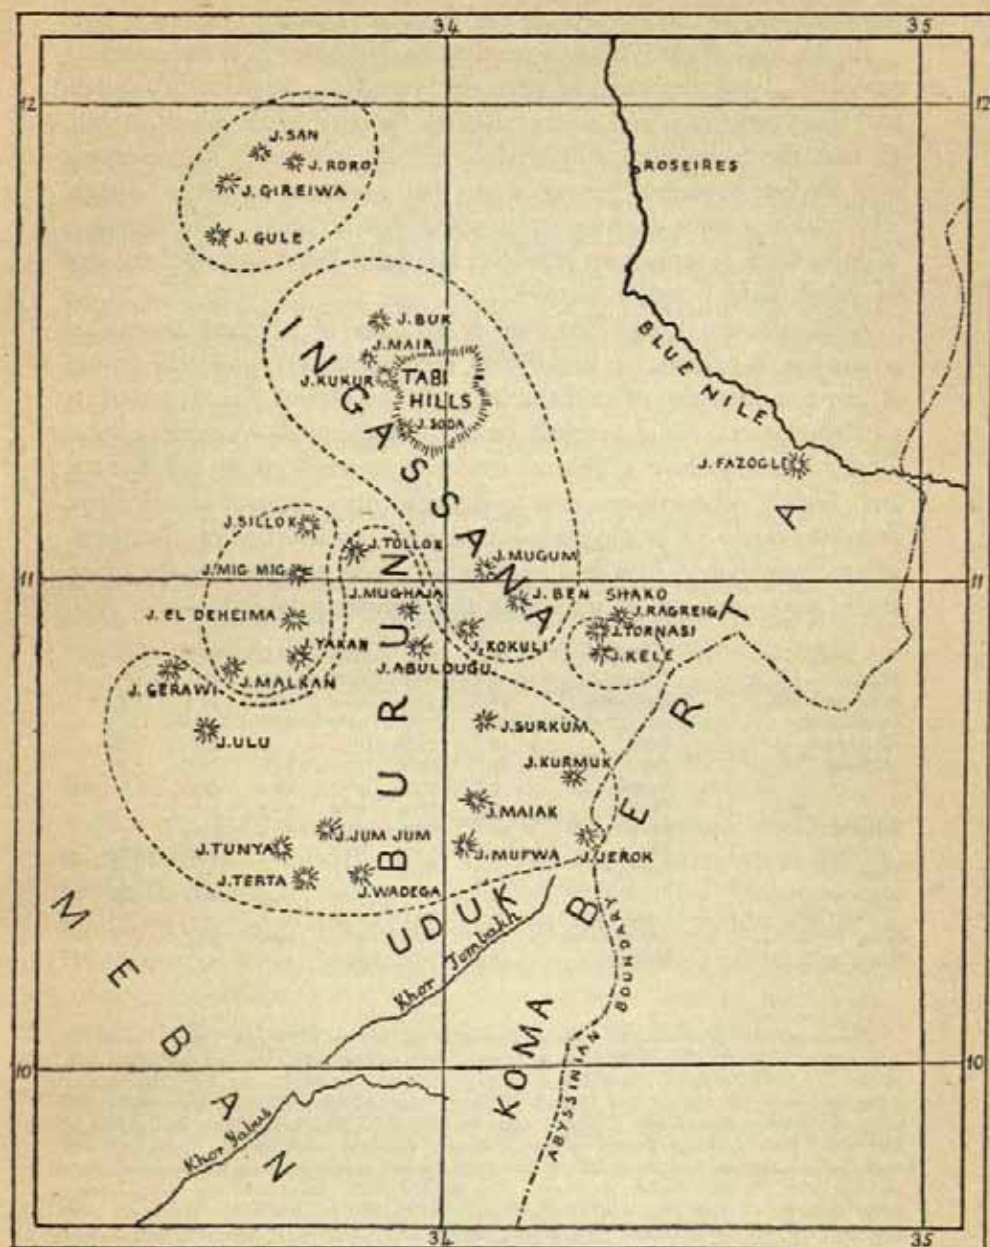 34
35
12
12
J. SAN
J. RORO
J. GIREIWA
J. GULE
ROSEIRES
BLUE NILE
INGASSANA
J. BUK
J. MAIR
J. KUKUR
TABI
HILLS
J. SODA
J. FAZOGLI
J. SILLOK
J. TOLLOK
J. MUGUM
11
11
J. MIG MIG
J. MUGHAJA
J. BEN SHAKO
J. EL DEHEIMA
J. RAGREIG
J. TORNASI
J. KOKULI
J. KELE
YAKAN
J. ABULDUGU
J. GERAWI
J. MALKAN
BURUN
BERTA
J. ULU
J. SURKUM
J. KURMUK
J. MAIAK
J. JUM JUM
J. TUNYA
J. MUFWA
J. JEROK
J. TERTA
J. WADEGA
UDUK
Khor Tombakh
MEBAN
KOMA
ABYSSINIAN BOUNDARY
10
10
Khor Yabus
34
35